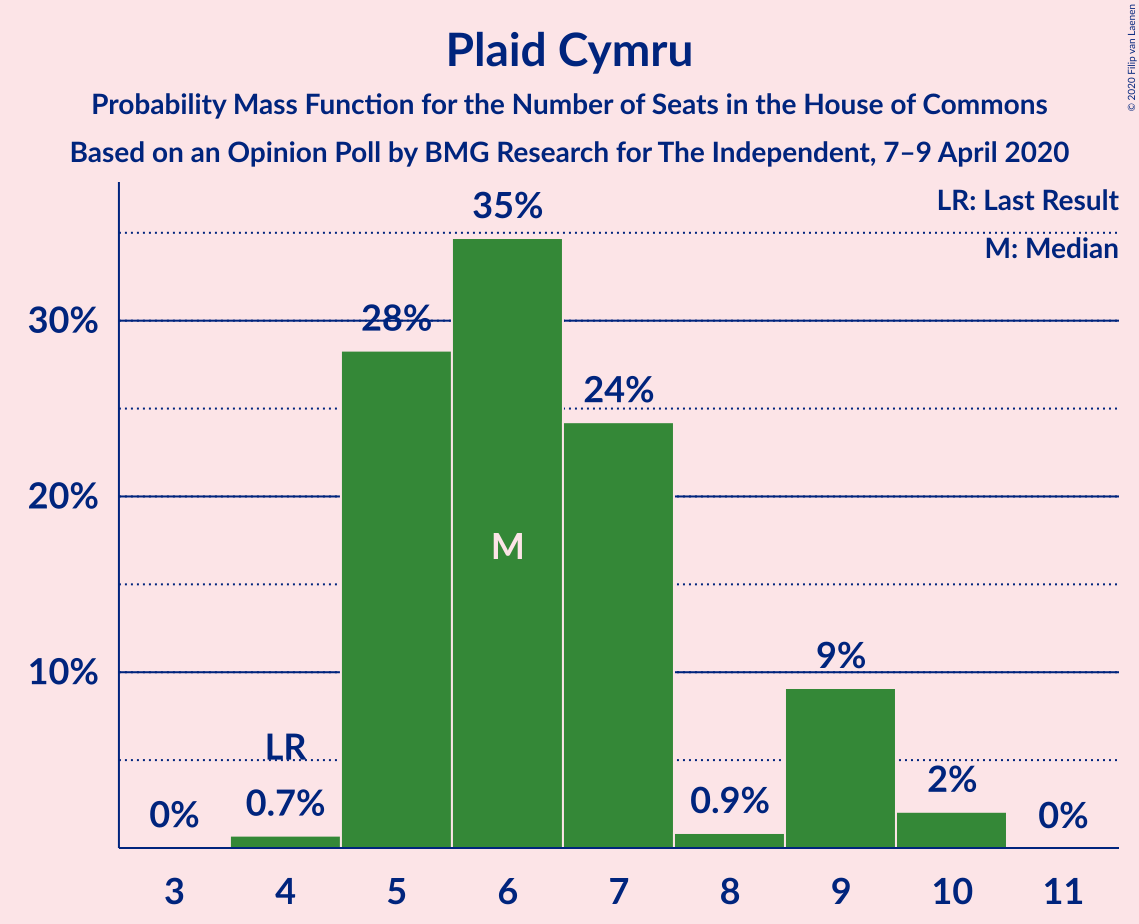 Plaid Cymru
Probability Mass Function for the Number of Seats in the House of Commons
Based on an Opinion Poll by BMG Research for The Independent, 7–9 April 2020
© 2020 Filip van Laenen
LR: Last Result
M: Median
30%
20%
10%
0%
LR
0.7%
28%
35%
M
24%
0.9%
9%
2%
0%
3 4 5 6 7 8 9 10 11